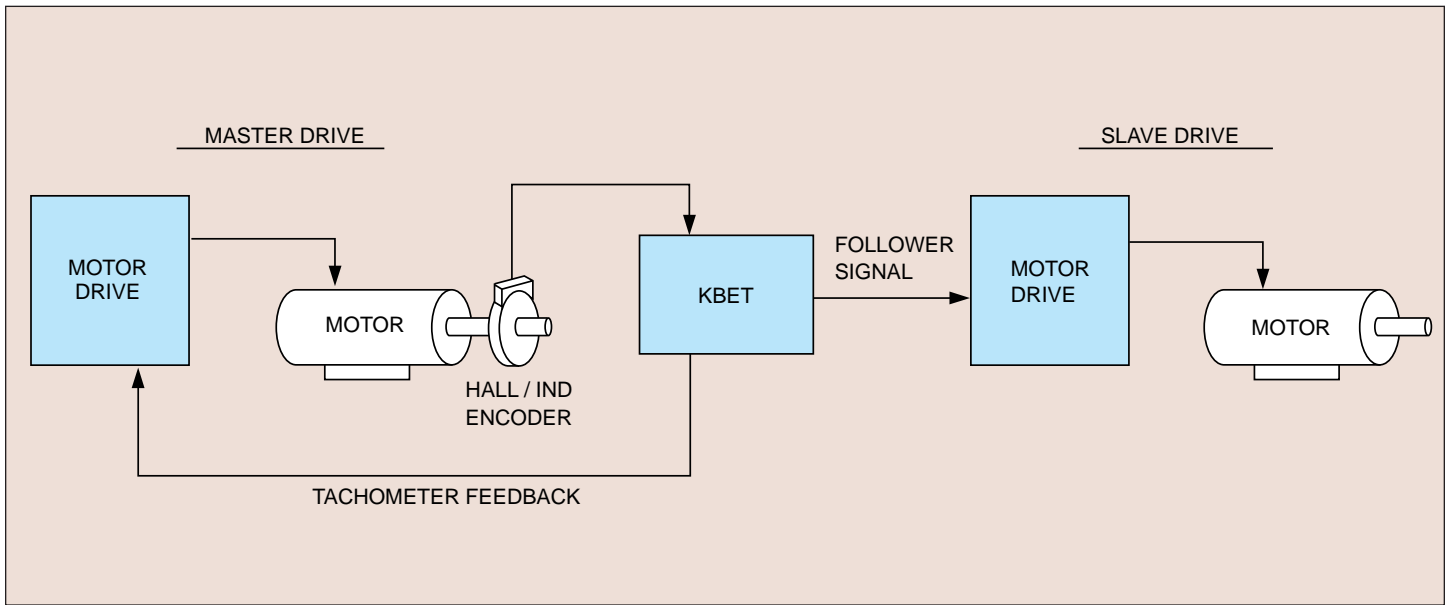 MASTER DRIVE
SLAVE DRIVE
MOTOR
DRIVE
MOTOR
HALL / IND
ENCODER
KBET
FOLLOWER
SIGNAL
MOTOR
DRIVE
MOTOR
TACHOMETER FEEDBACK